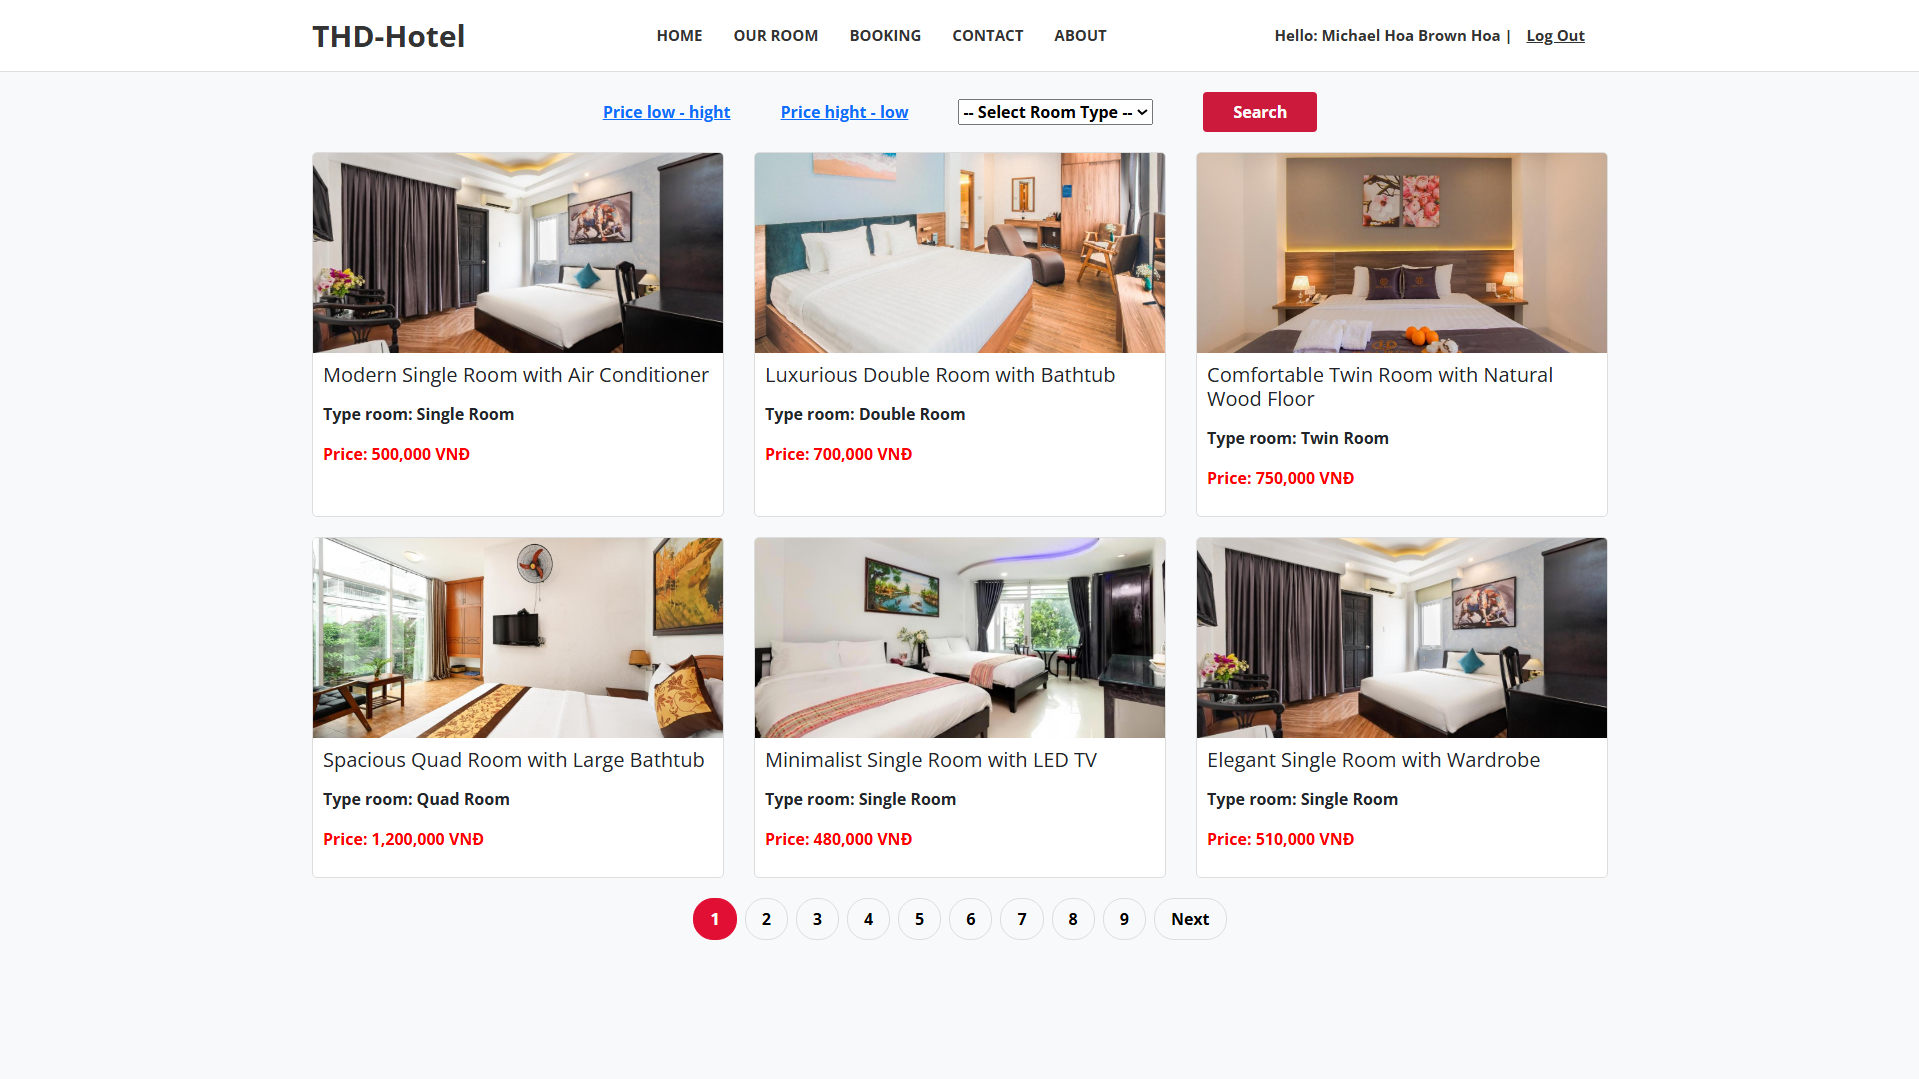 THD-Hotel
HOME OUR ROOM BOOKING CONTACT ABOUT
Hello: Michael Hoa Brown Hoa | Log Out
Price low - hight Price hight - low -- Select Room Type -- Search
Modern Single Room with Air Conditioner
Type room: Single Room
Price: 500,000 VNĐ
Luxurious Double Room with Bathtub
Type room: Double Room
Price: 700,000 VNĐ
Comfortable Twin Room with Natural
Wood Floor
Type room: Twin Room
Price: 750,000 VNĐ
Spacious Quad Room with Large Bathtub
Type room: Quad Room
Price: 1,200,000 VNĐ
Minimalist Single Room with LED TV
Type room: Single Room
Price: 480,000 VNĐ
Elegant Single Room with Wardrobe
Type room: Single Room
Price: 510,000 VNĐ
1 2 3 4 5 6 7 8 9 Next